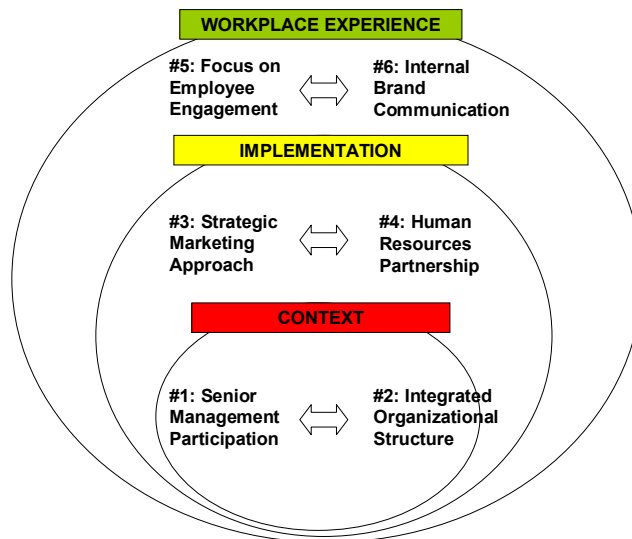 WORKPLACE EXPERIENCE
#5: Focus on
Employee
Engagement
#6: Internal
Brand
Communication
IMPLEMENTATION
#3: Strategic
Marketing
Approach
#4: Human
Resources
Partnership
CONTEXT
#1: Senior
Management
Participation
#2: Integrated
Organizational
Structure